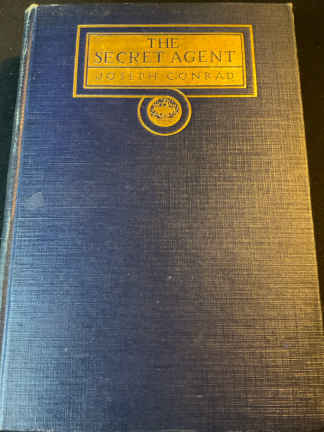 THE
SECRET AGENT
JOSEPH CONRAD